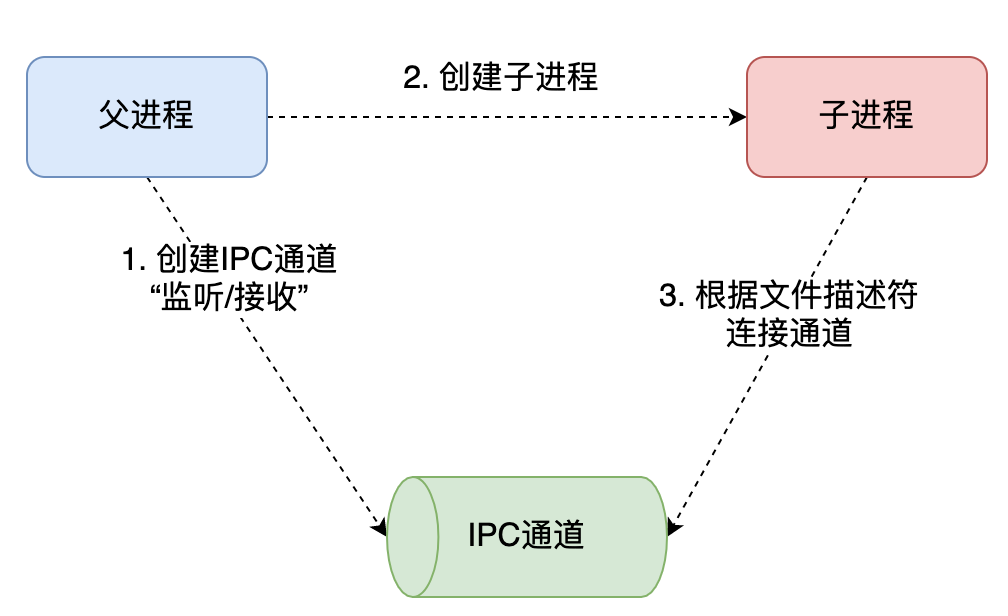 2. 创建子进程
父进程
子进程
1. 创建IPC通道
“监听/接收”
3. 根据文件描述符
连接通道
IPC通道